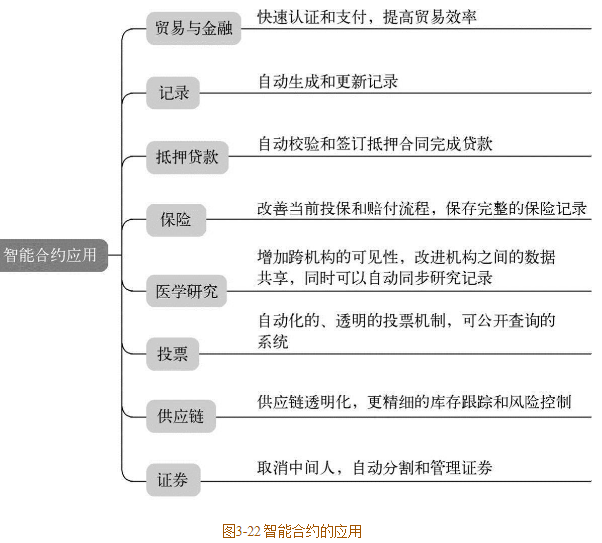 贸易与金融
快速认证和支付，提高贸易效率
记录
自动生成和更新记录
抵押贷款
自动校验和签订抵押合同完成贷款
保险
改善当前投保和赔付流程，保存完整的保险记录
智能合约应用
医学研究
增加跨机构的可见性，改进机构之间的数据
共享，同时可以自动同步研究记录
投票
自动化的、透明的投票机制，可公开查询的
系统
供应链
供应链透明化，更精细的库存跟踪和风险控制
证券
取消中间人，自动分割和管理证券
图3-22 智能合约的应用